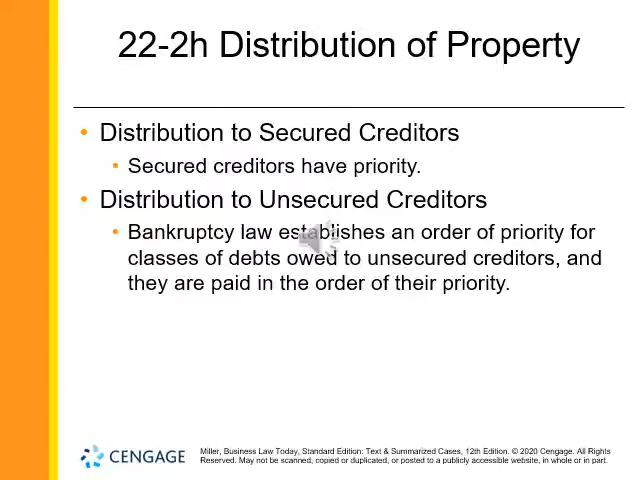 22-2h Distribution of Property
• Distribution to Secured Creditors
▪ Secured creditors have priority.
• Distribution to Unsecured Creditors
• Bankruptcy law establishes an order of priority for
classes of debts owed to unsecured creditors, and
they are paid in the order of their priority.
CENGAGE
Miller, Business Law Today, Standard Edition: Text & Summarized Cases, 12th Edition. © 2020 Cengage. All Rights
Reserved. May not be scanned, copied or duplicated, or posted to a publicly accessible website, in whole or in part.